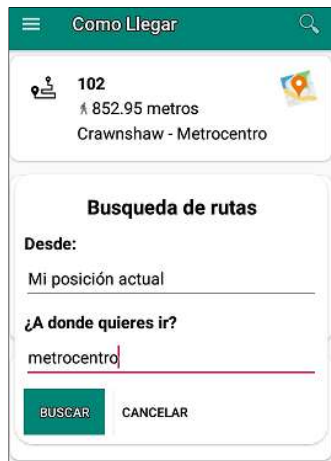 Como Llegar
102
852.95 metros
Crawnshaw - Metrocentro
Busqueda de rutas
Desde:
Mi posición actual
¿A donde quieres ir?
metrocentro
BUSCAR CANCELAR